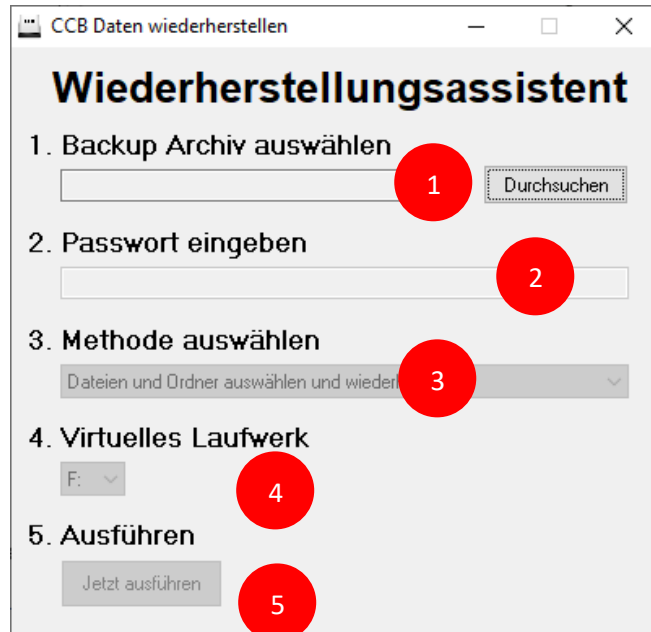 CCB Daten wiederherstellen
Wiederherstellungsassistent
1. Backup Archiv auswählen
1
Durchsuchen
2. Passwort eingeben
2
3. Methode auswählen
Dateien und Ordner auswählen und
3
4. Virtuelles Laufwerk
F:
4
5. Ausführen
Jetzt ausführen
5